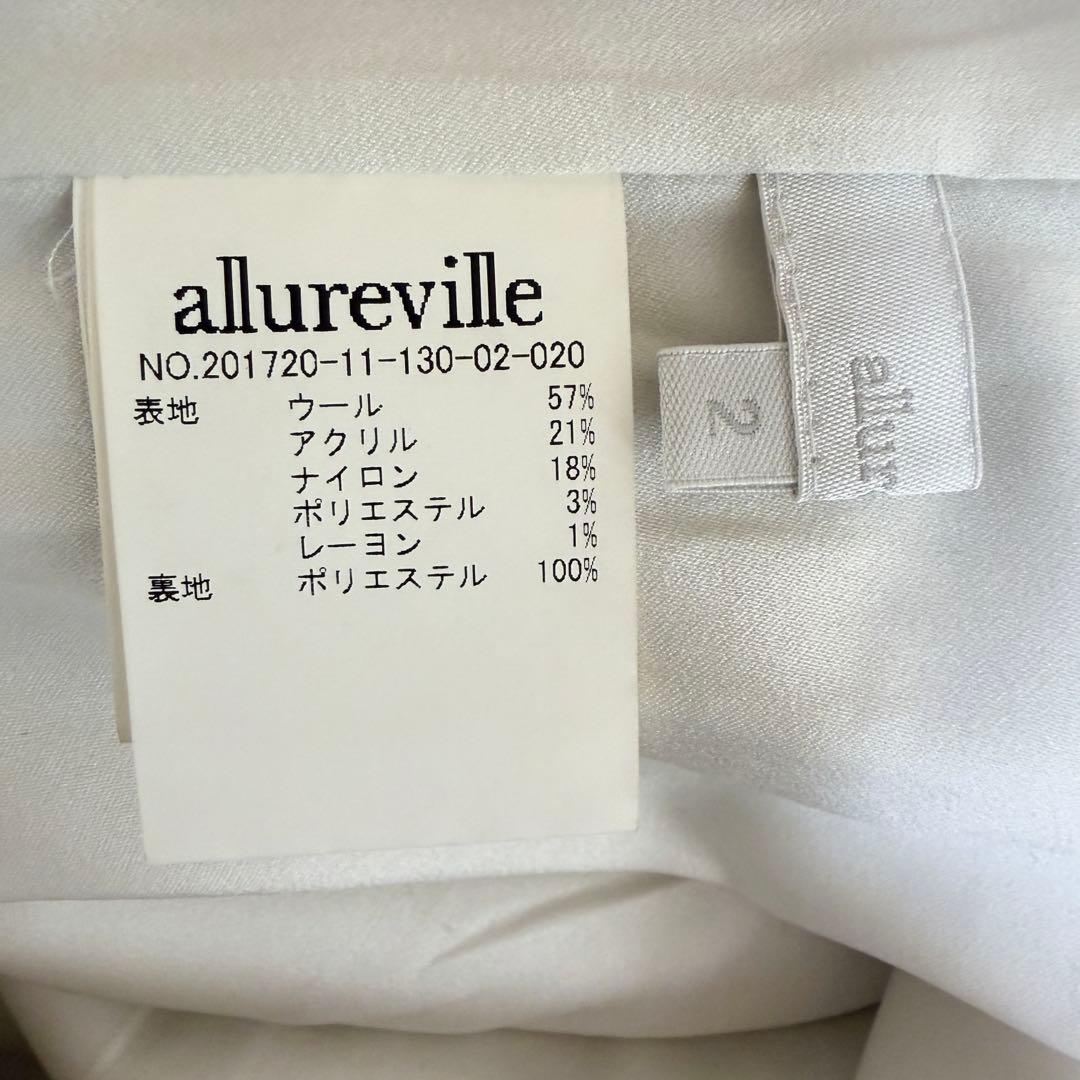 allureville
NO.201720-11-130-02-020
表地 ウール 57%
アクリル 21%
ナイロン 18%
ポリエステル 3%
レーヨン 1%
裏地 ポリエステル 100%
2
allur